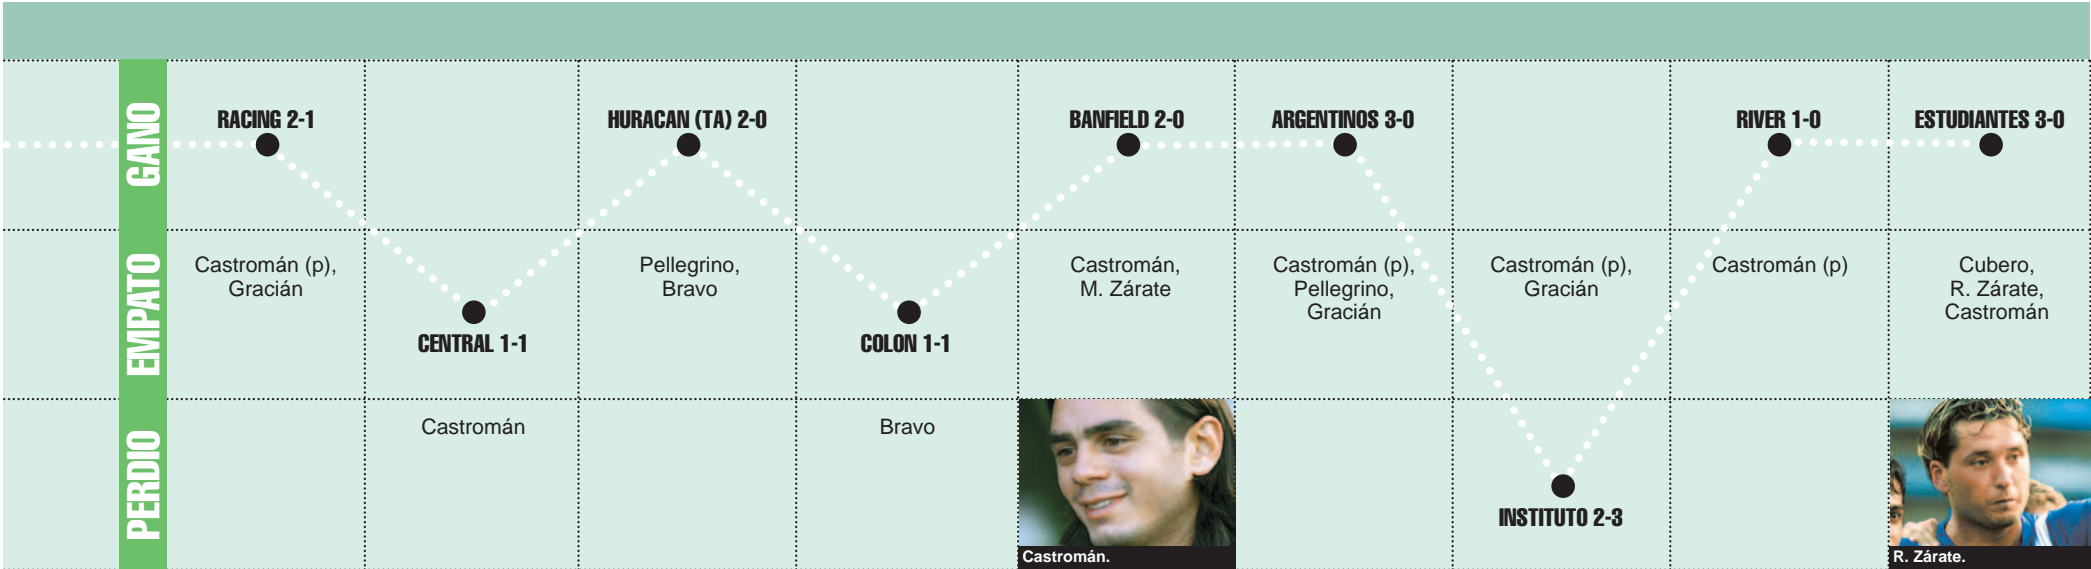 GANO
EMPATO
PERDIO
RACING 2-1
Castromán (p),
Gracián
CENTRAL 1-1
Castromán
HURACAN (TA) 2-0
Pellegrino,
Bravo
COLON 1-1
Bravo
BANFIELD 2-0
Castromán,
M. Zárate
Castromán.
ARGENTINOS 3-0
Castromán (p),
Pellegrino,
Gracián
Castromán (p),
Gracián
INSTITUTO 2-3
RIVER 1-0
Castromán (p)
ESTUDIANTES 3-0
Cubero,
R. Zárate,
Castromán
R. Zárate.